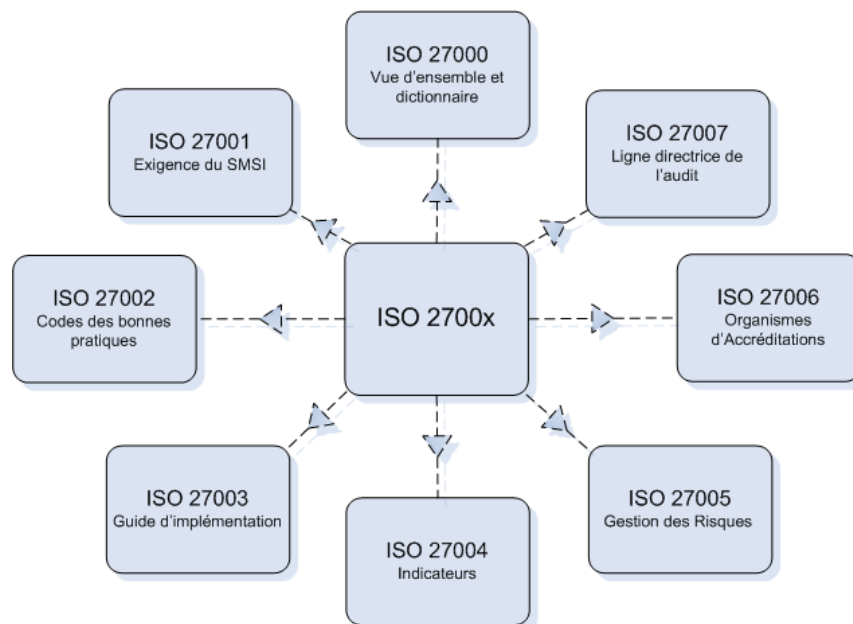 ISO 27000
Vue d'ensemble et
dictionnaire
ISO 27001
Exigence du SMSI
ISO 27007
Ligne directrice de
l'audit
ISO 27002
Codes des bonnes
pratiques
ISO 2700x
ISO 27006
Organismes
d'Accréditations
ISO 27003
Guide d'implémentation
ISO 27004
Indicateurs
ISO 27005
Gestion des Risques